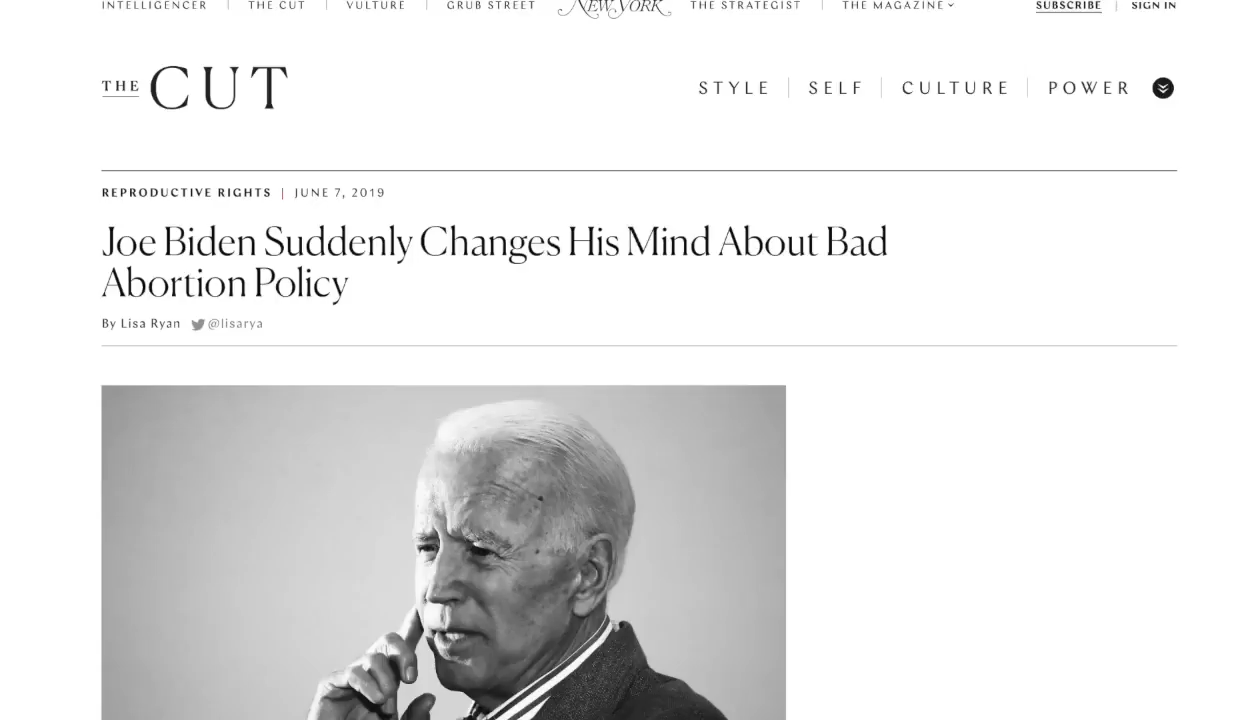 INTELLIGENCER THE CUT VULTURE GRUB STREET NEW YORK THE STRATEGIST THE MAGAZINE SUBSCRIBE SIGN IN
THE CUT STYLE SELF CULTURE POWER
REPRODUCTIVE RIGHTS | JUNE 7, 2019
Joe Biden Suddenly Changes His Mind About Bad
Abortion Policy
By Lisa Ryan @lisarya